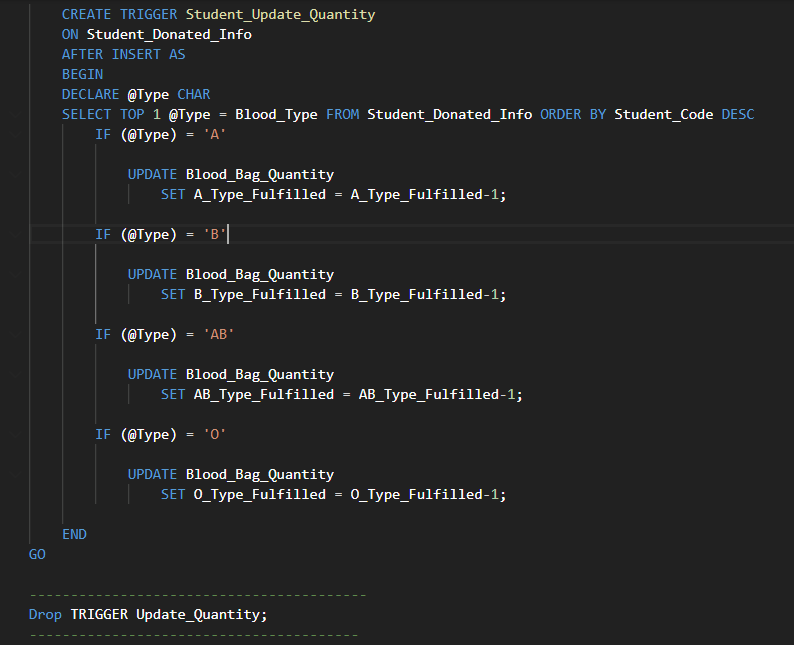 CREATE TRIGGER Student_Update_Quantity
ON Student_Donated_Info
AFTER INSERT AS
BEGIN
DECLARE @Type CHAR
SELECT TOP 1 @Type = Blood_Type FROM Student_Donated_Info ORDER BY Student_Code DESC
IF (@Type) = 'A'
UPDATE Blood_Bag_Quantity
SET A_Type_Fulfilled = A_Type_Fulfilled-1;
IF (@Type) = 'B'
UPDATE Blood_Bag_Quantity
SET B_Type_Fulfilled = B_Type_Fulfilled-1;
IF (@Type) = 'AB'
UPDATE Blood_Bag_Quantity
SET AB_Type_Fulfilled = AB_Type_Fulfilled-1;
IF (@Type) = 'O'
UPDATE Blood_Bag_Quantity
SET O_Type_Fulfilled = O_Type_Fulfilled-1;
END
GO
-----------------------------------------
Drop TRIGGER Update_Quantity;
----------------------------------------